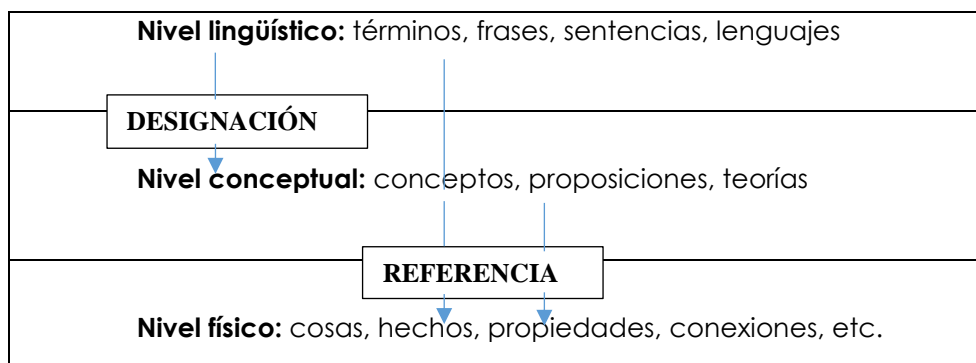 Nivel lingüístico: términos, frases, sentencias, lenguajes
DESIGNACIÓN
Nivel conceptual: conceptos, proposiciones, teorías
REFERENCIA
Nivel físico: cosas, hechos, propiedades, conexiones, etc.